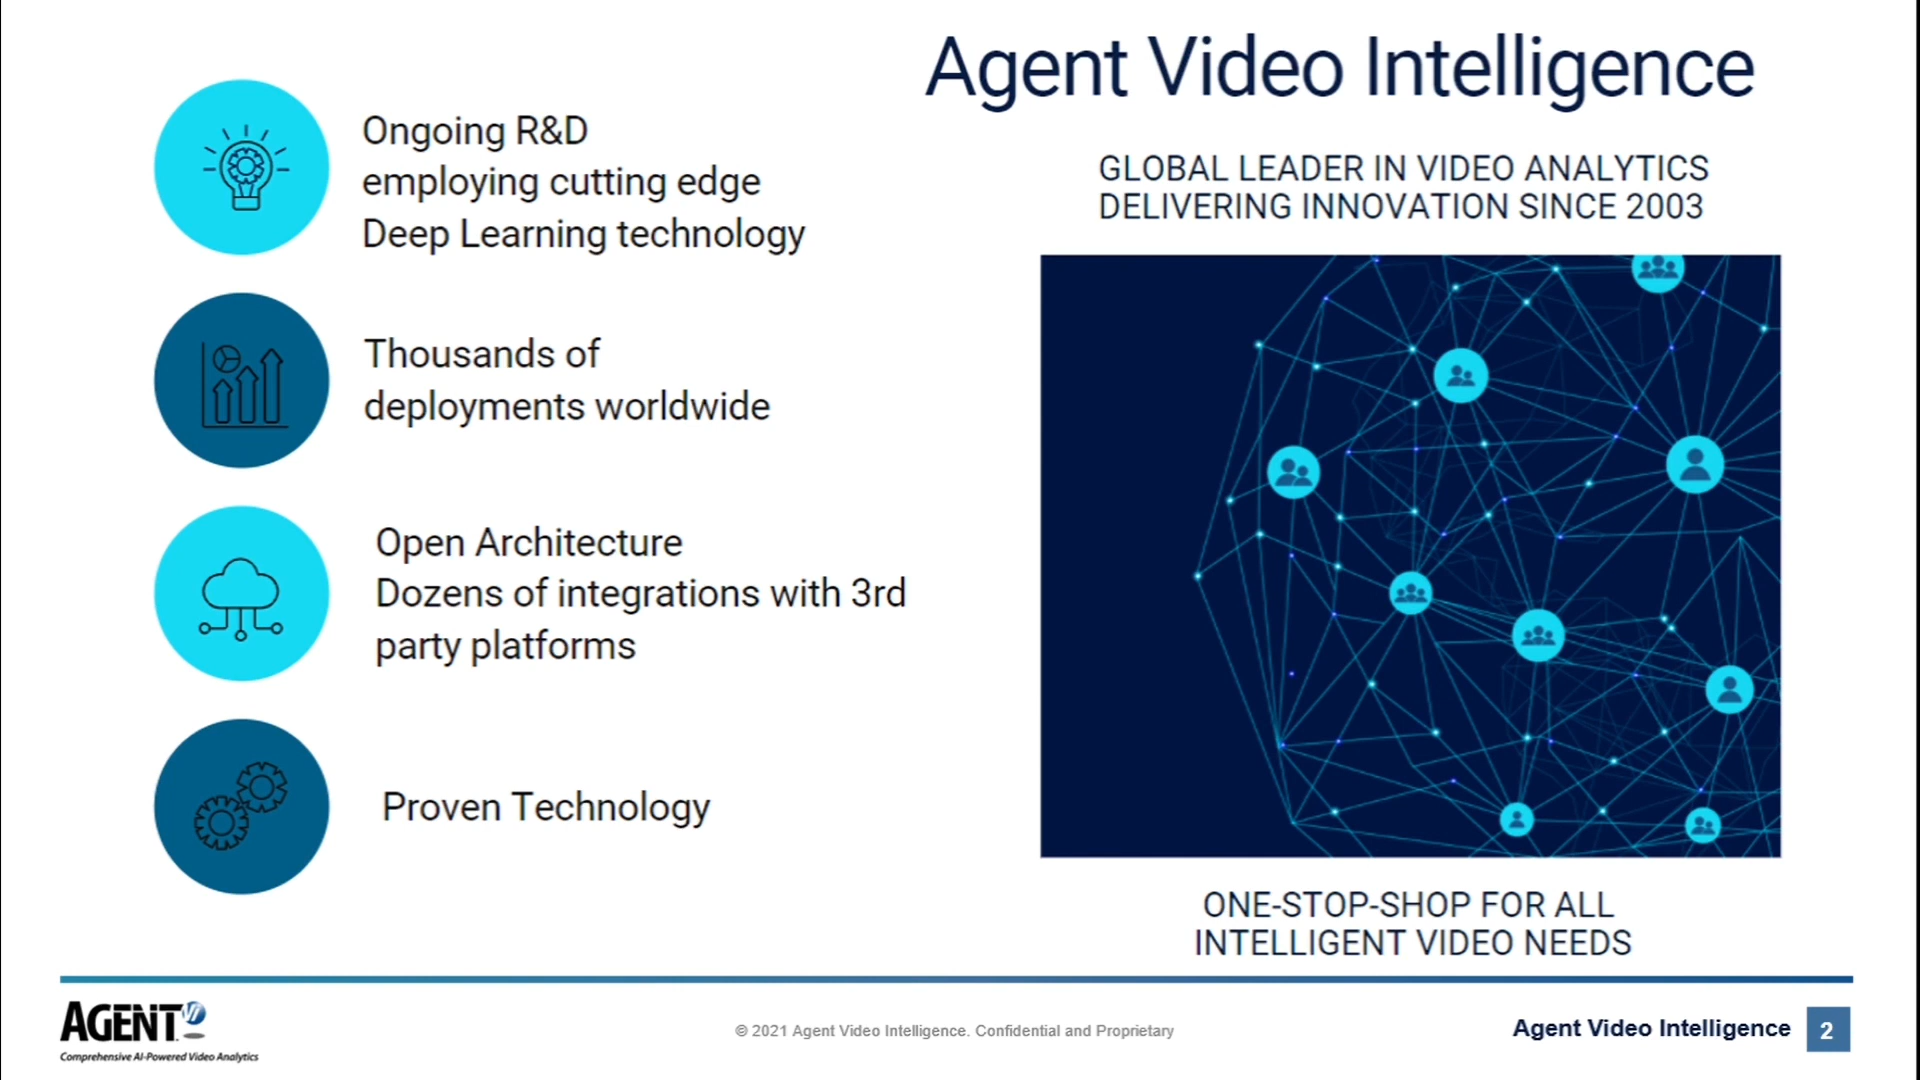 Agent Video Intelligence
GLOBAL LEADER IN VIDEO ANALYTICS
DELIVERING INNOVATION SINCE 2003
Ongoing R&D
employing cutting edge
Deep Learning technology
Thousands of
deployments worldwide
Open Architecture
Dozens of integrations with 3rd
party platforms
Proven Technology
ONE-STOP-SHOP FOR ALL
INTELLIGENT VIDEO NEEDS
AGENT Vi
Comprehensive AI-Powered Video Analytics
© 2021 Agent Video Intelligence. Confidential and Proprietary
Agent Video Intelligence
2